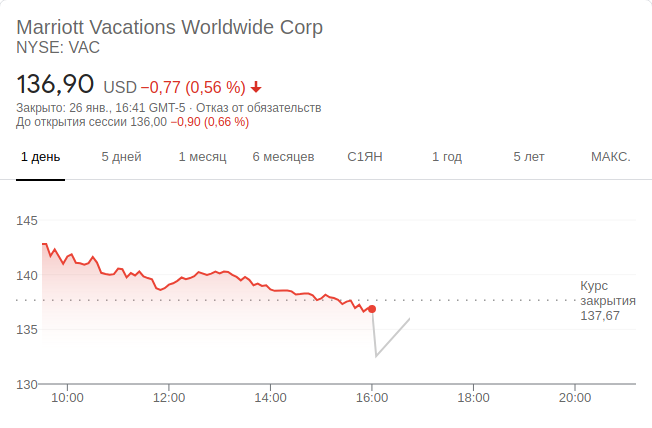 Marriott Vacations Worldwide Corp
NYSE: VAC
136,90 USD −0,77 (0,56 %)
Закрыто: 26 янв., 16:41 GMT-5 · Отказ от обязательств
До открытия сессии 136,00 −0,90 (0,66 %)
1 день 5 дней 1 месяц 6 месяцев С1ЯН 1 год 5 лет МАКС.
145
140
Курс
закрытия
137,67
135
130
10:00 12:00 14:00 16:00 18:00 20:00